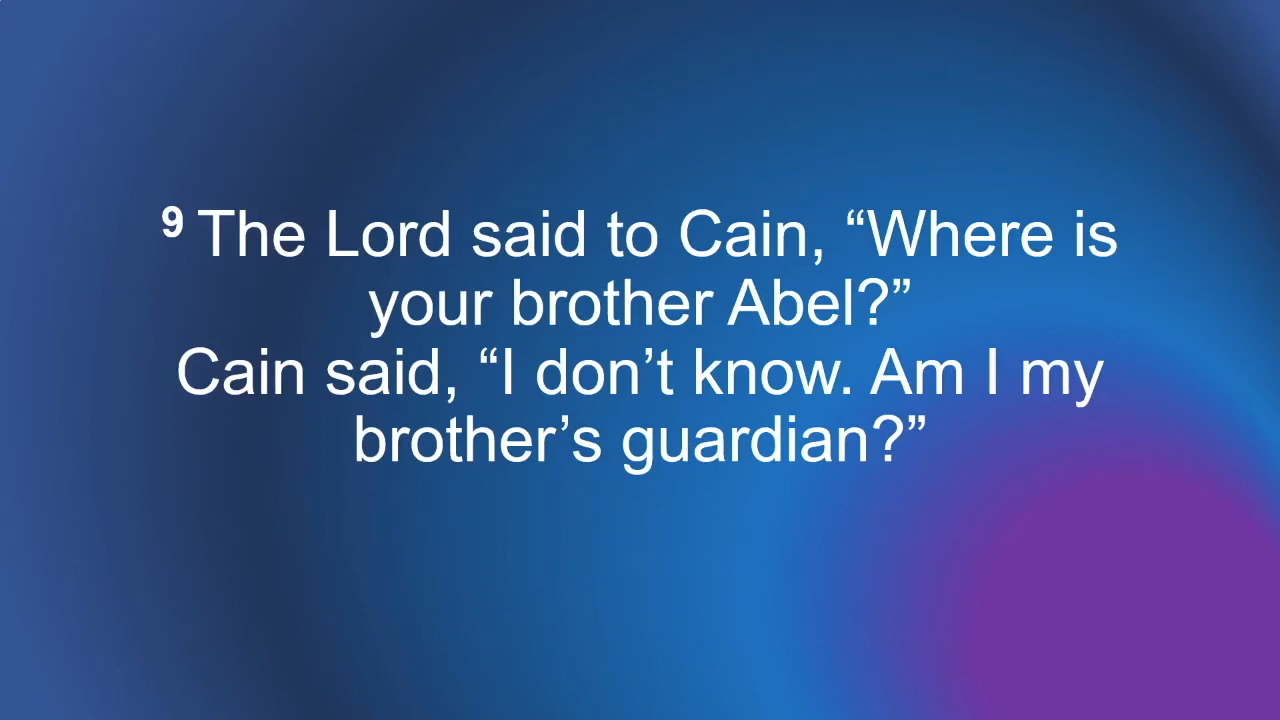 9 The Lord said to Cain, “Where is
your brother Abel?”
Cain said, “I don’t know. Am I my
brother’s guardian?”